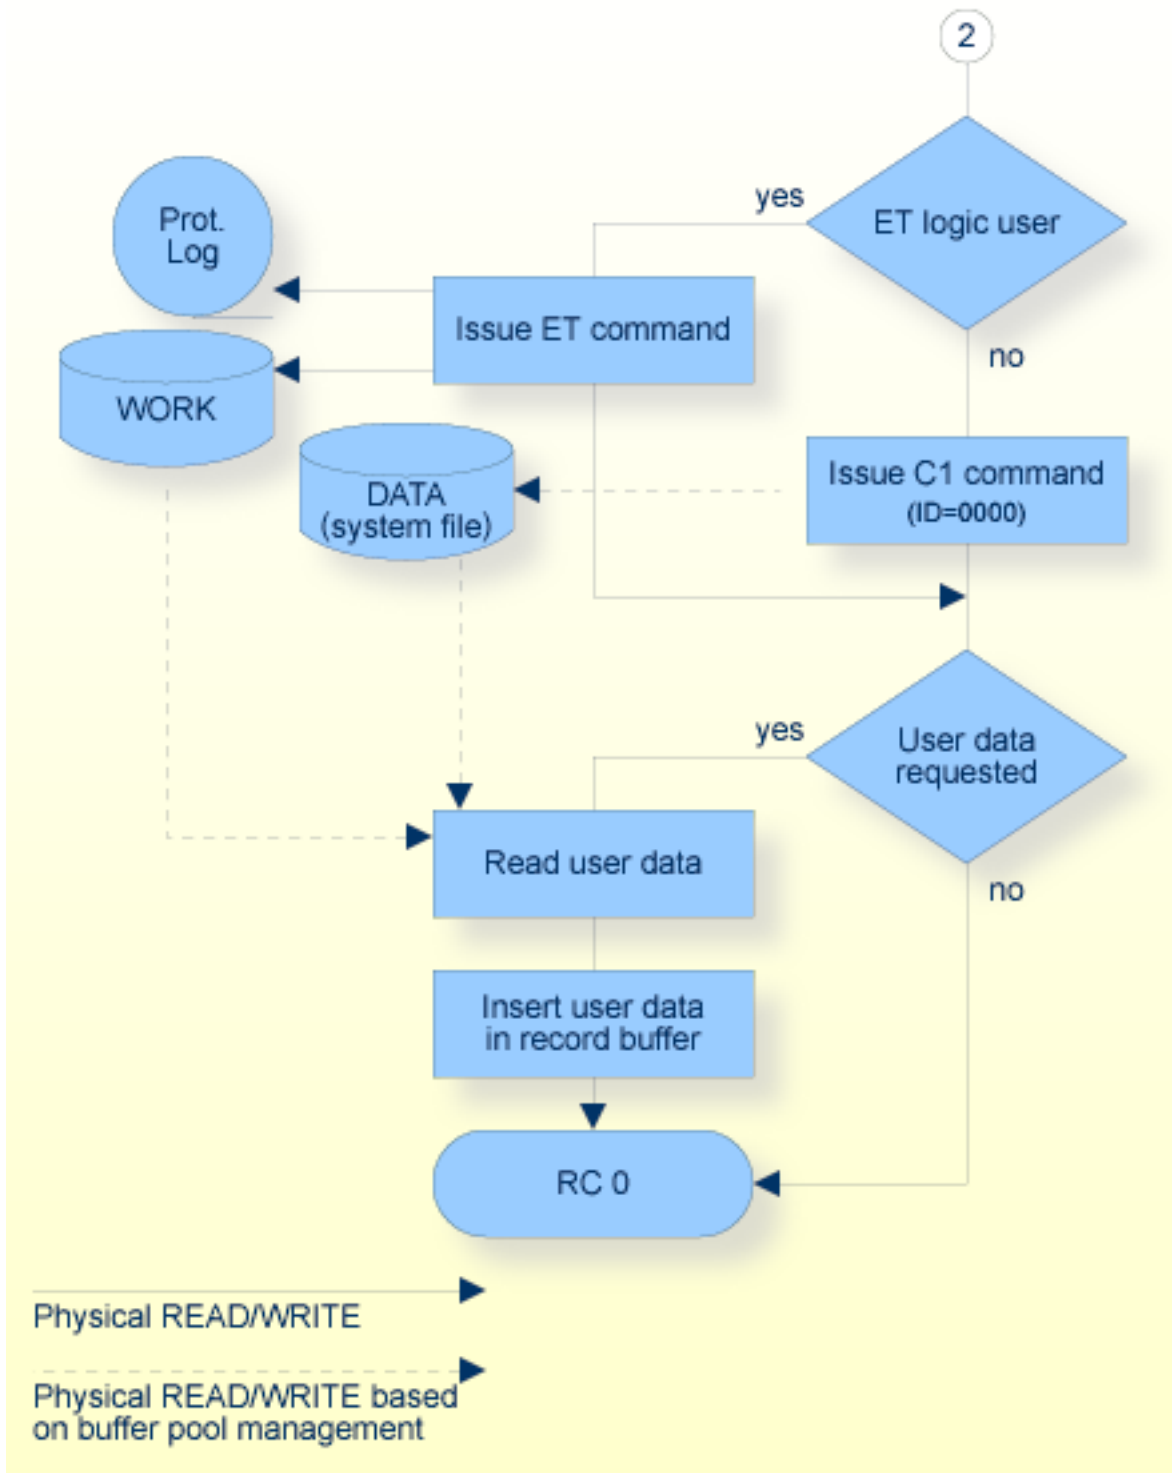 2
ET logic user
yes
no
Prot.
Log
Issue ET command
WORK
DATA
(system file)
Issue C1 command
(ID=0000)
User data
requested
yes
no
Read user data
Insert user data
in record buffer
RC 0
Physical READ/WRITE
Physical READ/WRITE based
on buffer pool management